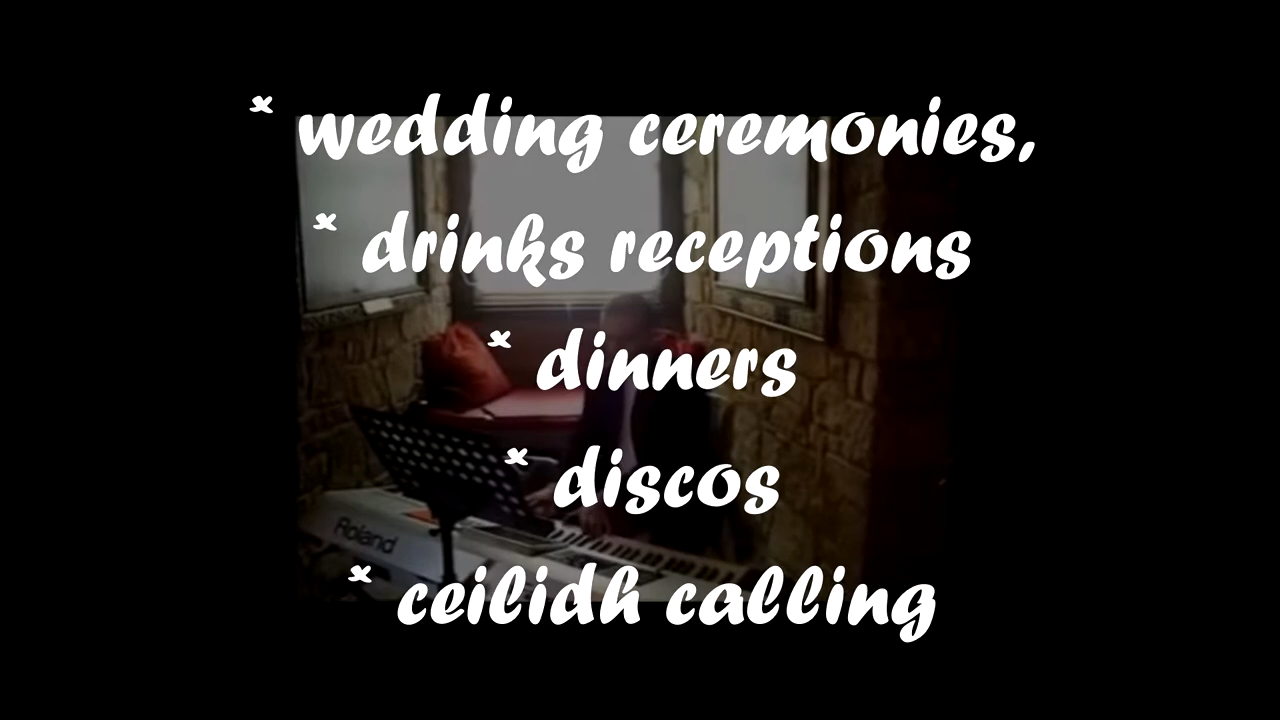 * wedding ceremonies,
* drinks receptions
* dinners
* discos
Roland
* ceilidh calling